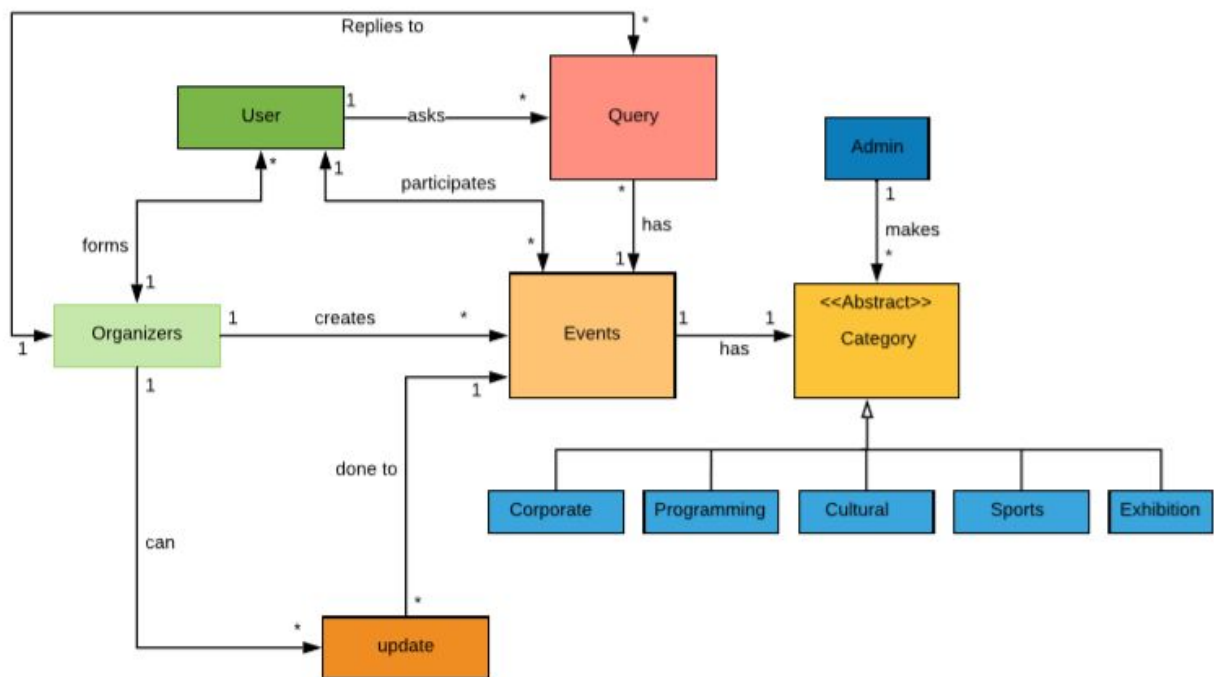 Replies to
*
User
1
asks
*
Query
Admin
*
1
participates
*
1
forms
has
makes
*
1
*
1
*
<<Abstract>>
Category
Organizers
1
1
creates
*
Events
1
has
1
1
1
done to
can
Corporate
Programming
Cultural
Sports
Exhibition
*
*
update